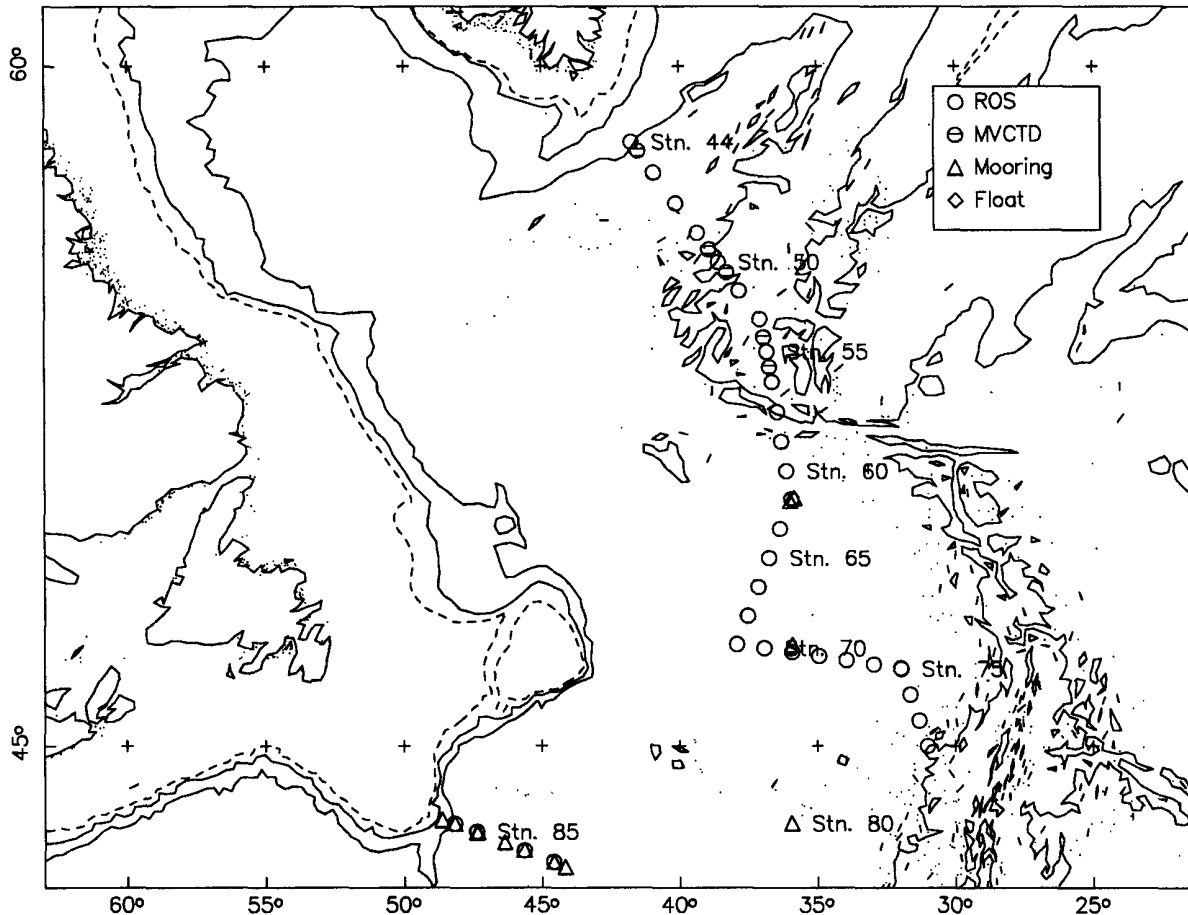 60°
ROS
MVCTD
Mooring
Float
Stn. 44
Stn. 50
Stn. 55
Stn. 60
Stn. 65
Stn. 70
Stn. 75
45°
Stn. 80
Stn. 85
60° 55° 50° 45° 40° 35° 30° 25°